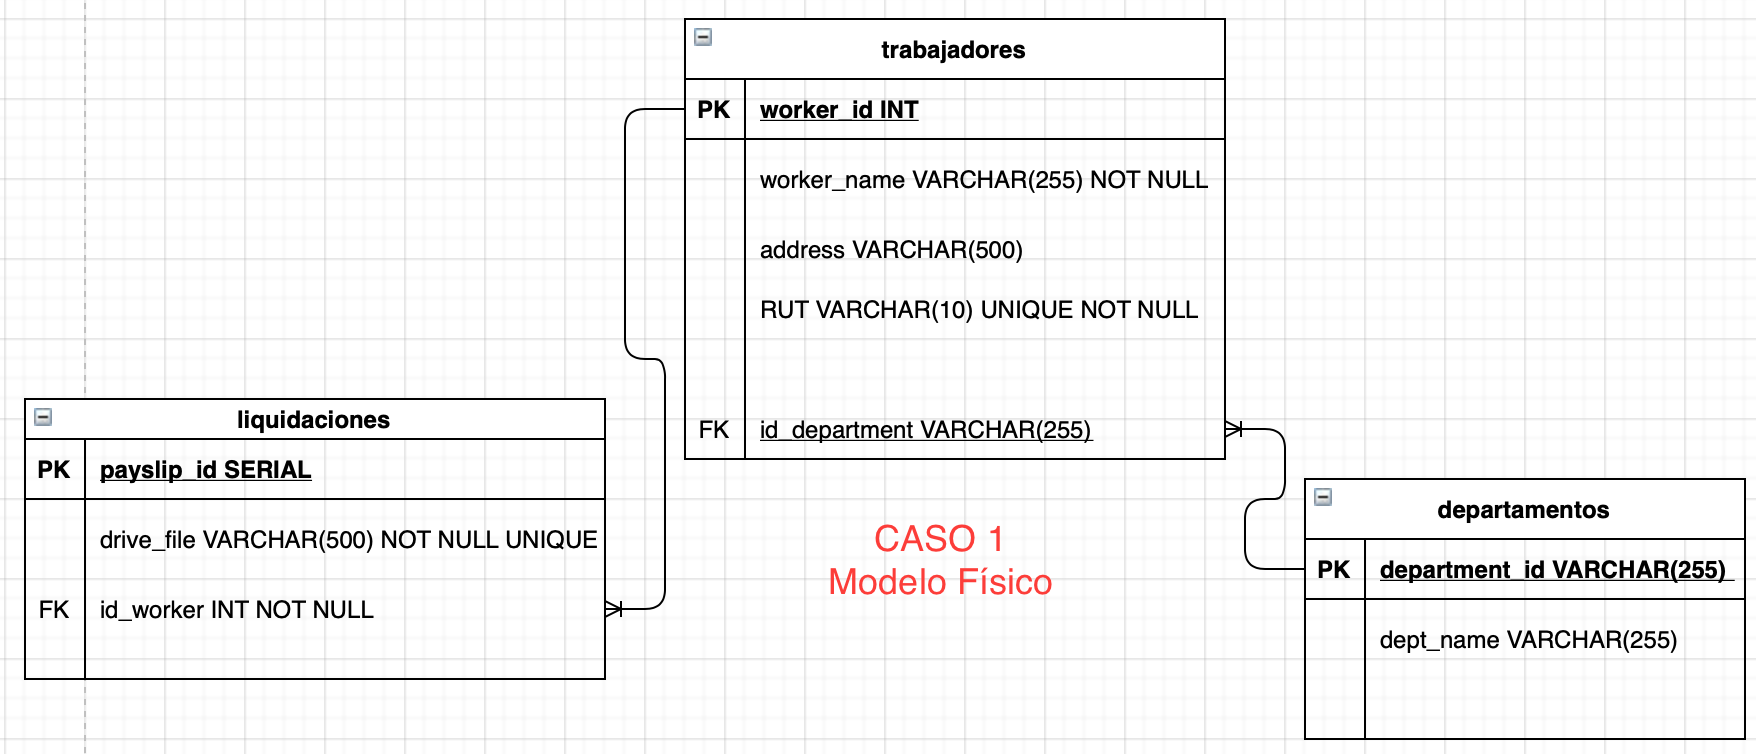 trabajadores
PK worker_id INT
worker_name VARCHAR(255) NOT NULL
address VARCHAR(500)
RUT VARCHAR(10) UNIQUE NOT NULL
FK id_department VARCHAR(255)
liquidaciones
PK payslip_id SERIAL
drive_file VARCHAR(500) NOT NULL UNIQUE
FK id_worker INT NOT NULL
CASO 1
Modelo Físico
departamentos
PK department_id VARCHAR(255)
dept_name VARCHAR(255)